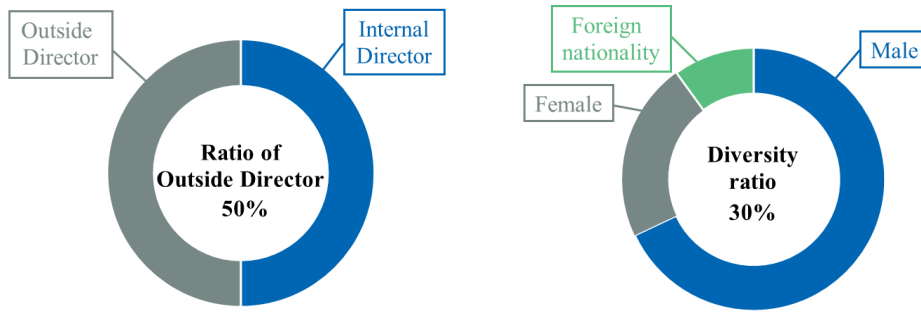 Outside
Director
Internal
Director
Ratio of
Outside Director
50%
Foreign
nationality
Male
Female
Diversity
ratio
30%